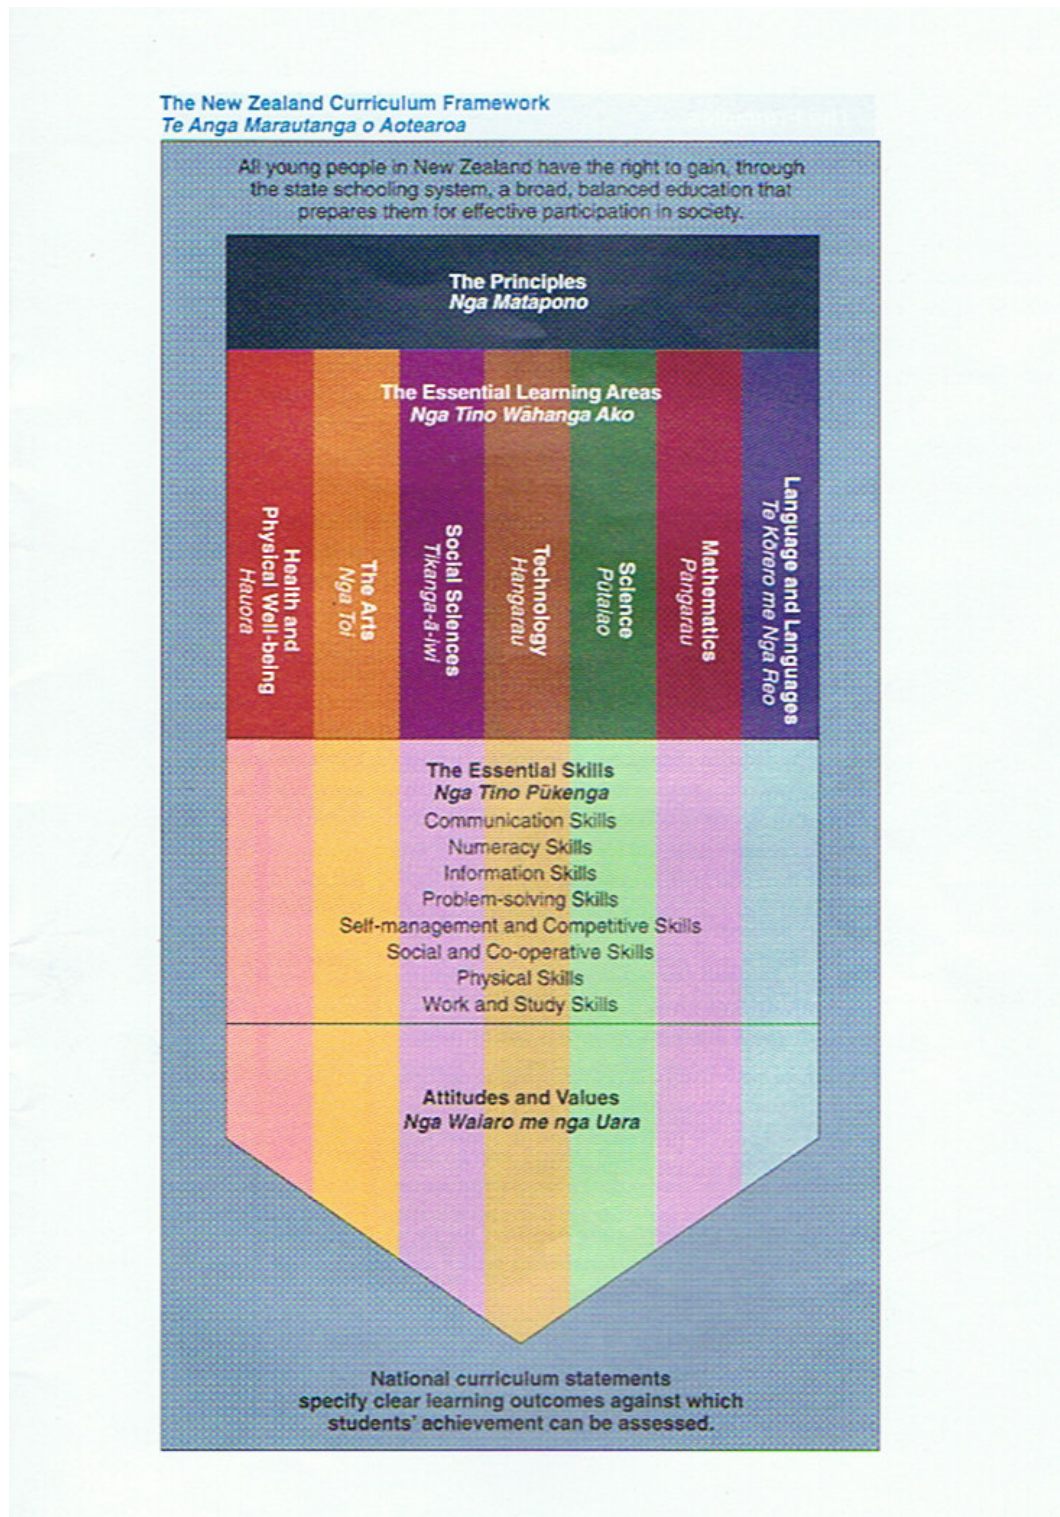 The New Zealand Curriculum Framework
Te Anga Marautanga o Aotearoa
All young people in New Zealand have the right to gain, through
the state schooling system, a broad, balanced education that
prepares them for effective participation in society.
The Principles
Nga Matapono
The Essential Learning Areas
Nga Tino Wāhanga Ako
Health and
Physical Well-being
Hauora
The Arts
Nga Toi
Social Sciences
Tikanga-ā-iwi
Technology
Hangarau
Science
Pūtaiao
Mathematics
Pàngarau
Language and Languages
Te Kōrero me Nga Reo
The Essential Skills
Nga Tino Pūkenga
Communication Skills
Numeracy Skills
Information Skills
Problem-solving Skills
Self-management and Competitive Skills
Social and Co-operative Skills
Physical Skills
Work and Study Skills
Attitudes and Values
Nga Waiaro me nga Uara
National curriculum statements
specify clear learning outcomes against which
students' achievement can be assessed.